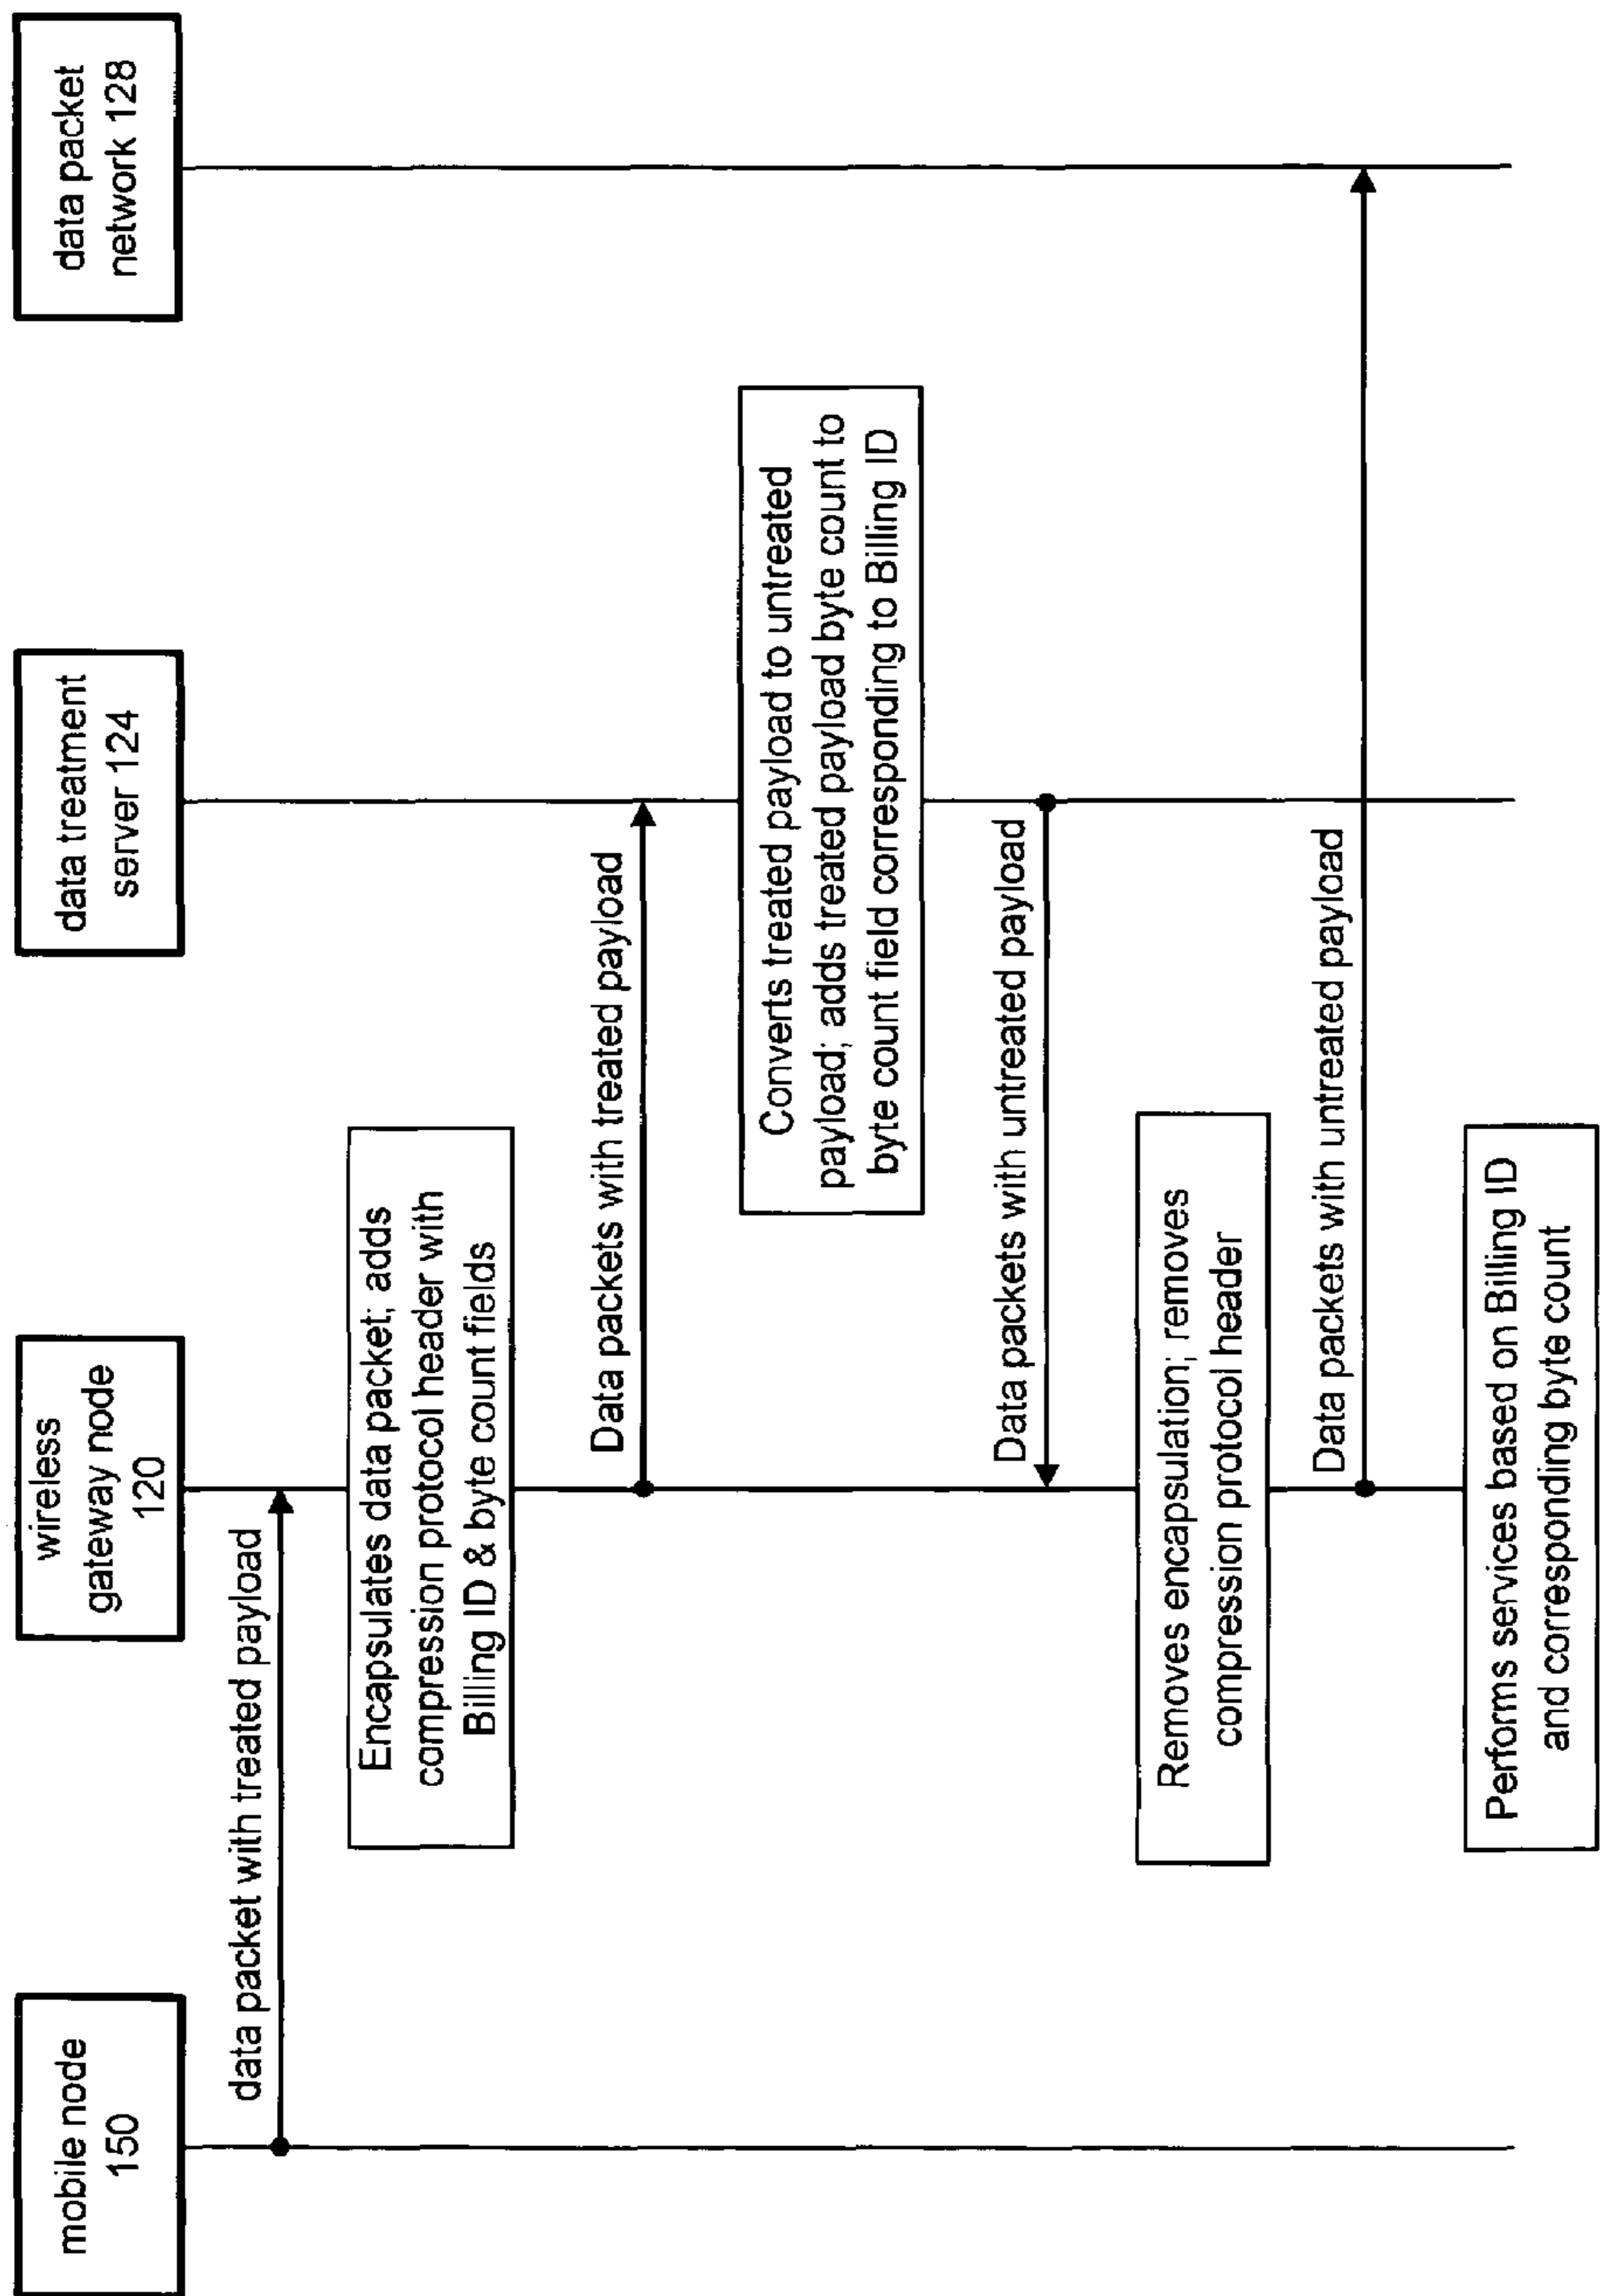 mobile node
150
wireless
gateway node
120
data treatment
server 124
data packet
network 128
data packet with treated payload
Encapsulates data packet; adds
compression protocol header with
Billing ID & byte count fields
Data packets with treated payload
Converts treated payload to untreated
payload; adds treated payload byte count to
byte count field corresponding to Billing ID
Data packets with untreated payload
Removes encapsulation; removes
compression protocol header
Data packets with untreated payload
Performs services based on Billing ID
and corresponding byte count